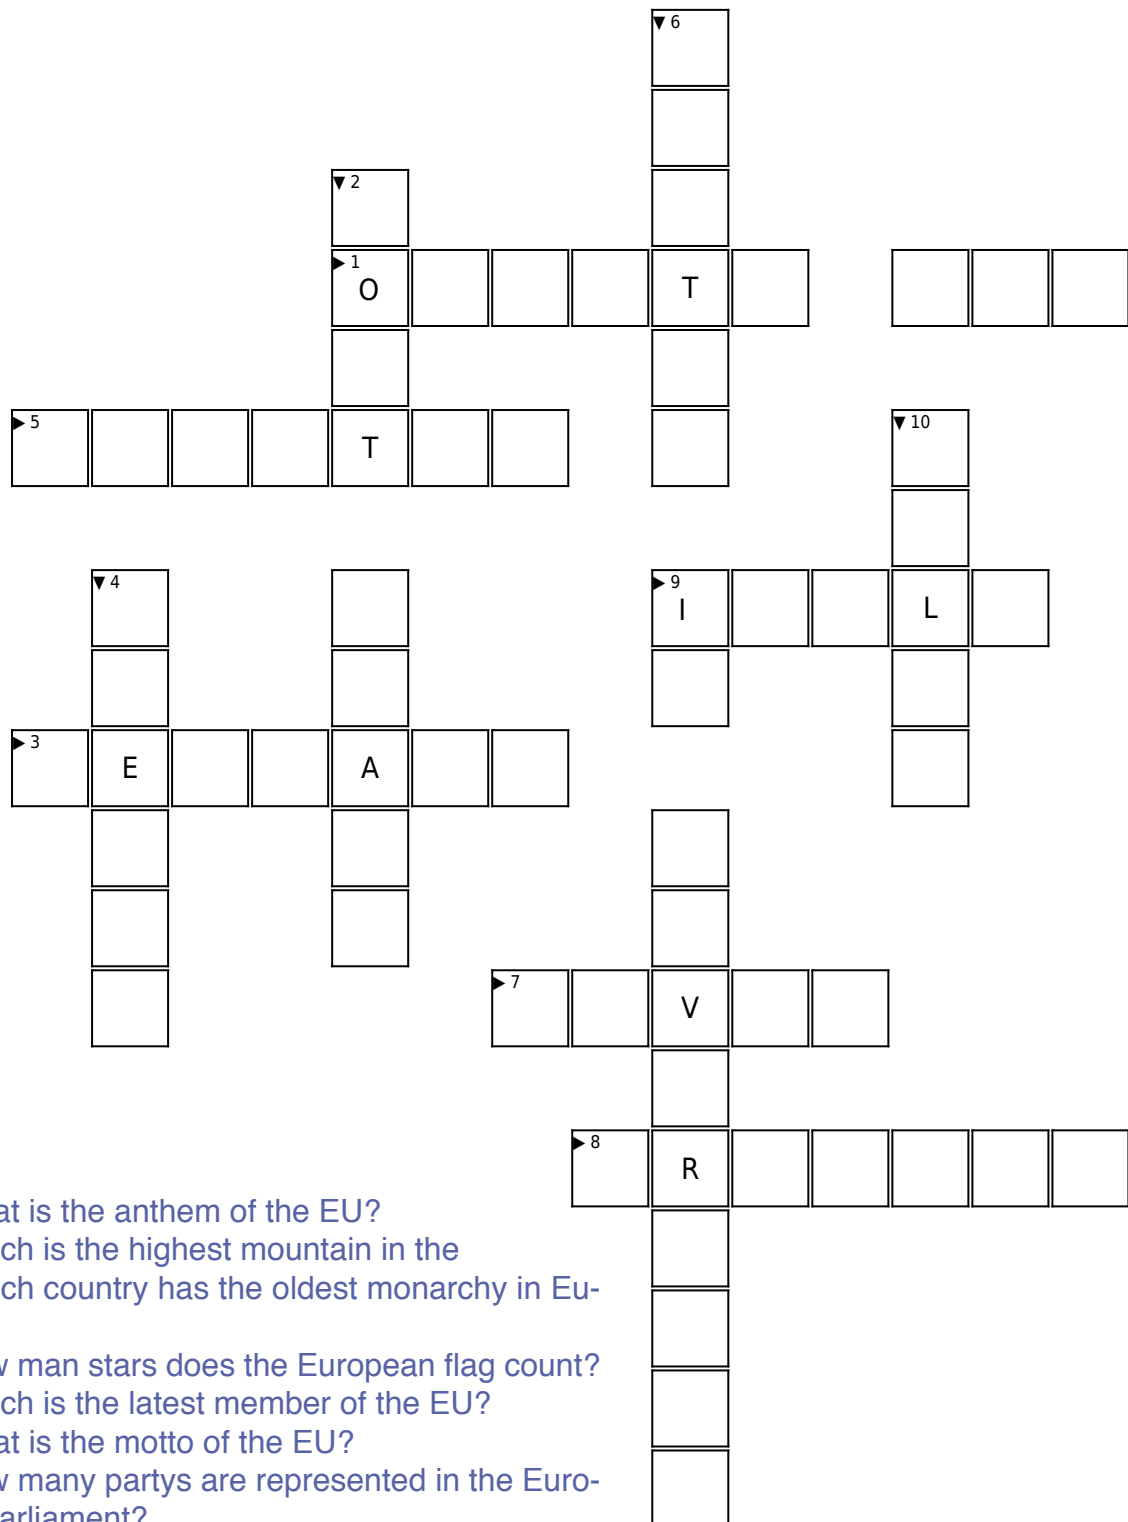 ▼ 6
▼ 2
▶ 1
O
T
▶ 5
T
▼ 10
▼ 4
▶ 9
I
L
▶ 3
E
A
▶ 7
V
▶ 8
R
at is the anthem of the EU?
ch is the highest mountain in the
ch country has the oldest monarchy in Eu-
w man stars does the European flag count?
ch is the latest member of the EU?
at is the motto of the EU?
w many partys are represented in the Euro-
arliament?